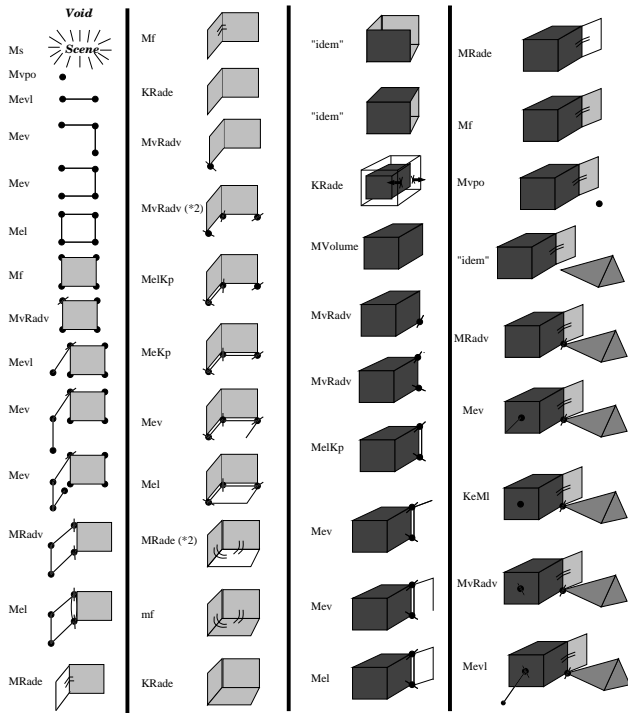 Void
Ms
Scene
Mvpo
Mevl
Mev
Mev
Mel
Mf
MvRadv
Mevl
Mev
Mev
MRadv
Mel
MRade
Mf
KRade
MvRadv
MvRadv (*2)
MelKp
MeKp
Mev
Mel
MRade (*2)
mf
KRade
"idem"
"idem"
KRade
MVolume
MvRadv
MvRadv
MelKp
Mev
Mev
Mel
MRade
Mf
Mvpo
"idem"
MRadv
Mev
KeMl
MvRadv
Mevl